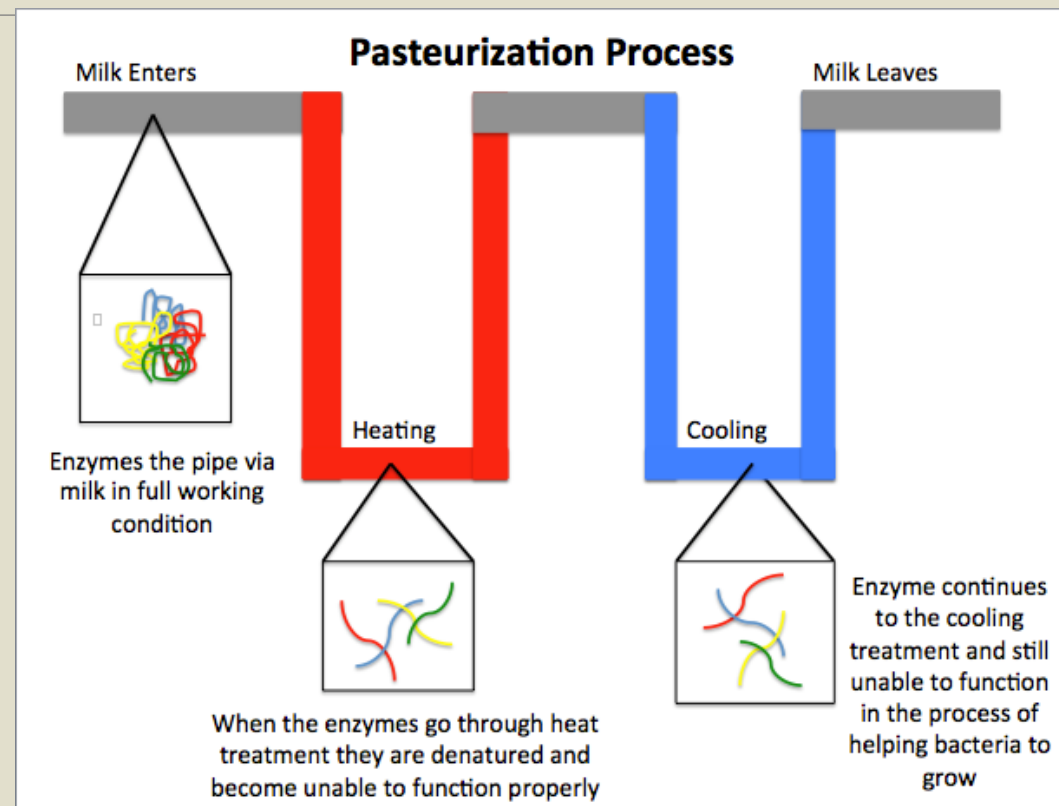 Pasteurization Process
Milk Enters
Milk Leaves
Heating
Cooling
Enzymes the pipe via
milk in full working
condition
When the enzymes go through heat
treatment they are denatured and
become unable to function properly
Enzyme continues
to the cooling
treatment and still
unable to function
in the process of
helping bacteria to
grow